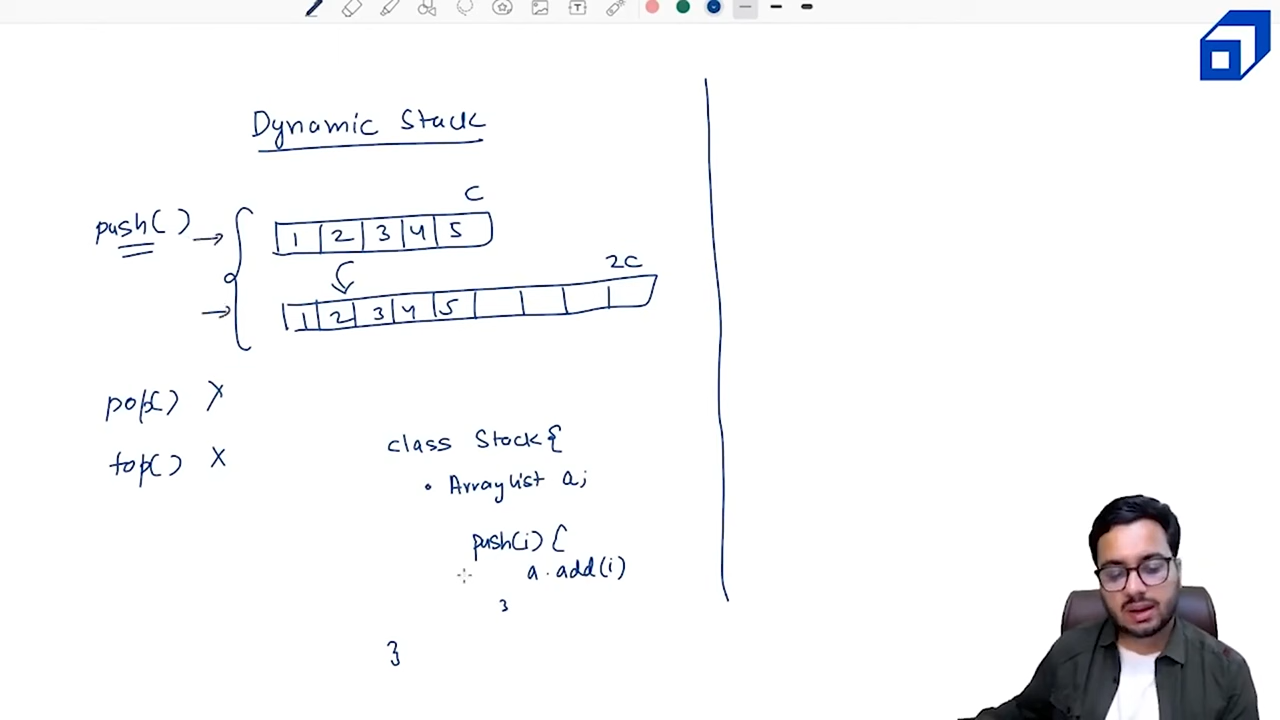 Dynamic Stack
C
push( ) → 1 2 3 4 5
2C
→ 1 2 3 4 5
pop() X
top() X
class Stack{
• ArrayList a;
push(i) {
a.add(i)
}
}